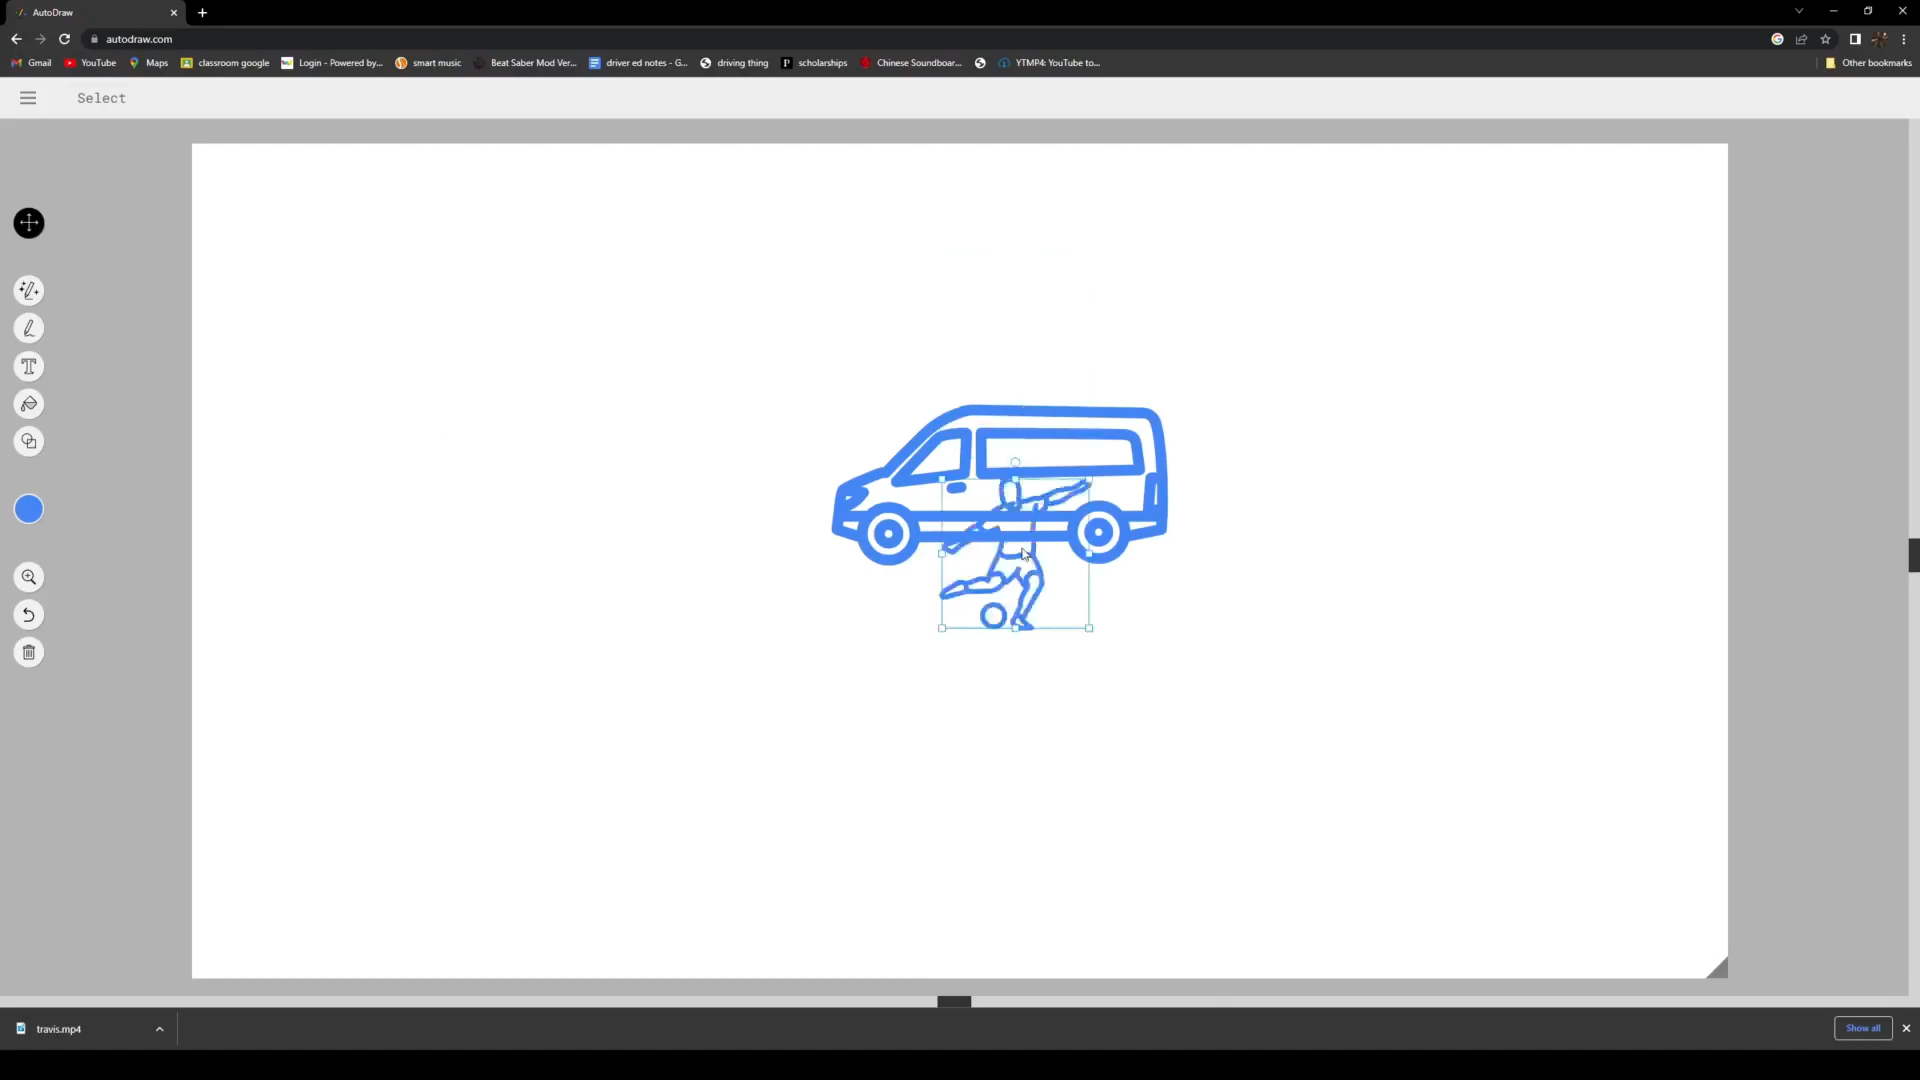 AutoDraw
autodraw.com
Gmail YouTube Maps classroom google Login - Powered by... smart music Beat Saber Mod Ver... driver ed notes - G... driving thing scholarships Chinese Soundboar... YTMP4: YouTube to... Other bookmarks
Select
travis.mp4
Show all